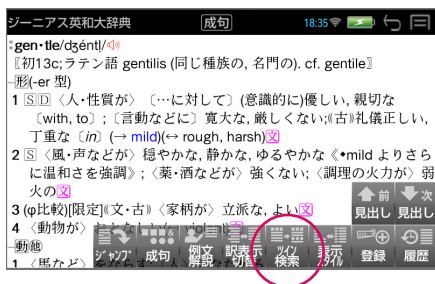 ジーニアス英和大辞典 成句 18:35
gen･tle/dʒéntl/
〖初13c;ラテン語 gentilis (同じ種族の, 名門の). cf. gentile〗
―形(-er 型)
1 S D 〈人･性質が〉〔…に対して〕(意識的に)優しい, 親切な
〔with, to〕;〔言動などに〕寛大な, 厳しくない;⦅古⦆礼儀正しい,
丁重な〔in〕(→ mild)(↔ rough, harsh)文
2 S 〈風･声などが〉穏やかな, 静かな, ゆるやかな《◆mild よりさら
に温和さを強調》;〈薬･酒などが〉強くない;〈調理の火力が〉弱
火の文
3 (φ比較)[限定]⦅文･古⦆〈家柄が〉立派な, よい文
4 〈動物が〉
―動他
1 〈馬など〉
前見出し 次見出し
ジャンプ 成句 例文解説 訳表示切替 ツイン検索 表示スタイル 登録 履歴